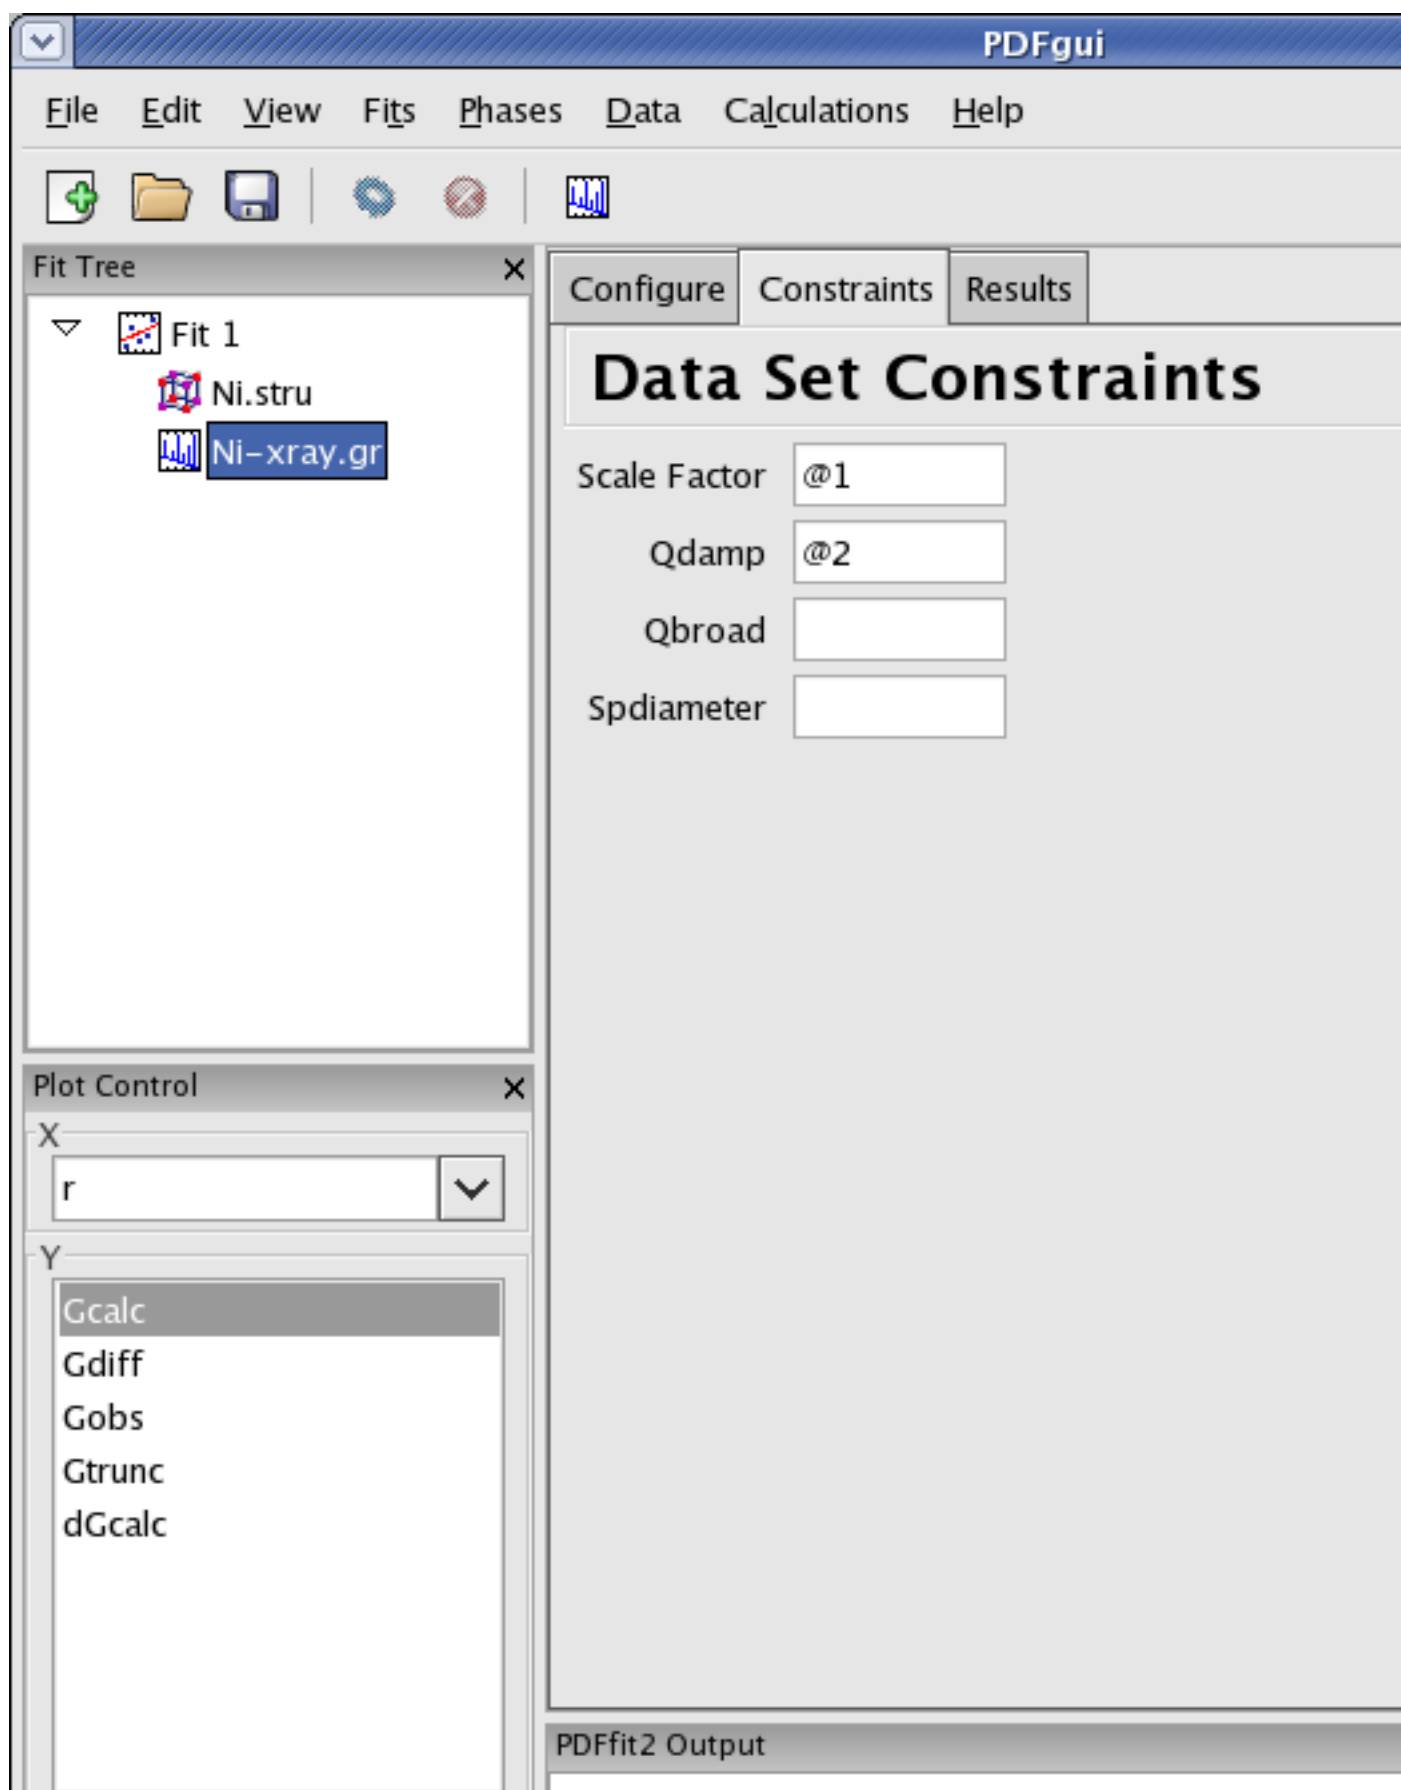 PDFgui
File Edit View Fits Phases Data Calculations Help
Fit Tree
Fit 1
Ni.stru
Ni-xray.gr
Configure Constraints Results
Data Set Constraints
Scale Factor @1
Qdamp @2
Qbroad
Spdiameter
Plot Control
X
r
Y
Gcalc
Gdiff
Gobs
Gtrunc
dGcalc
PDFfit2 Output